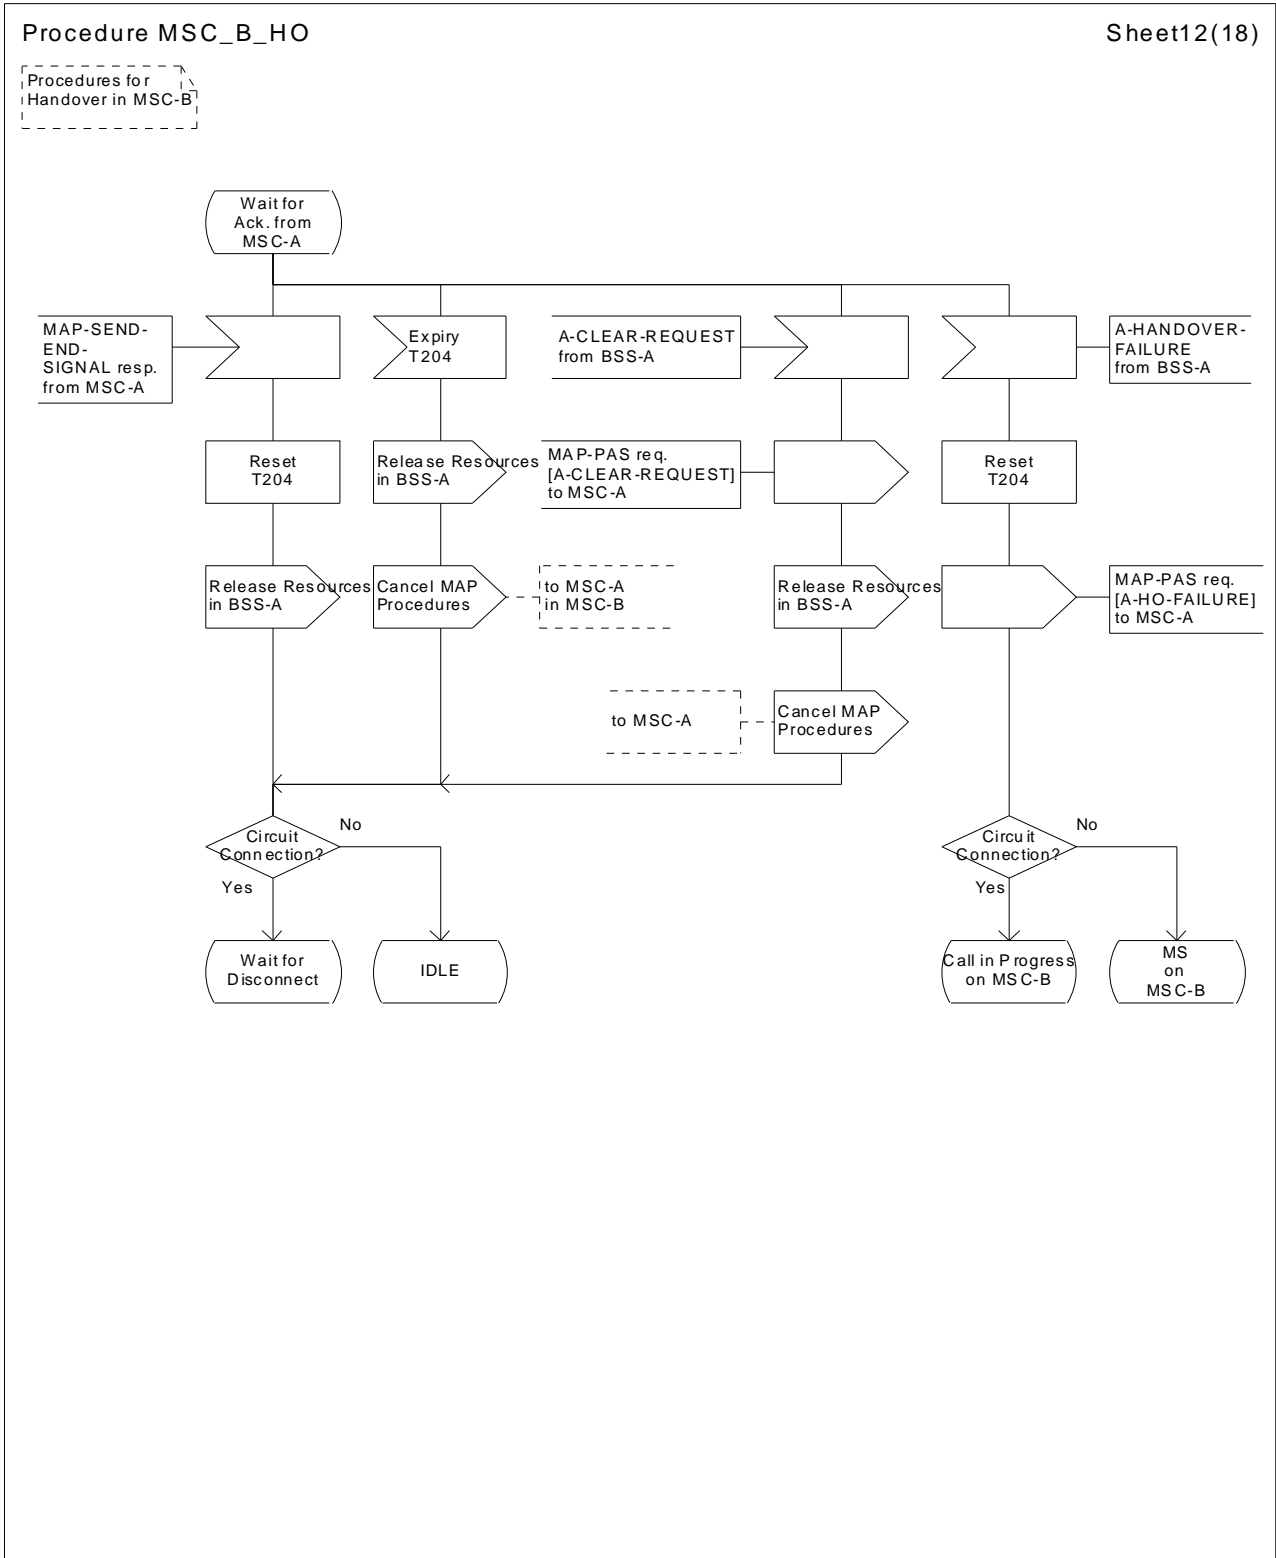 Procedure MSC_B_HO
Sheet12(18)
Procedures for
Handover in MSC-B
Wait for
Ack. from
MSC-A
MAP-SEND-
END-
SIGNAL resp.
from MSC-A
Expiry
T204
A-CLEAR-REQUEST
from BSS-A
A-HANDOVER-
FAILURE
from BSS-A
Reset
T204
Release Resources
in BSS-A
MAP-PAS req.
[A-CLEAR-REQUEST]
to MSC-A
Reset
T204
Release Resources
in BSS-A
Cancel MAP
Procedures
to MSC-A
in MSC-B
Release Resources
in BSS-A
MAP-PAS req.
[A-HO-FAILURE]
to MSC-A
to MSC-A
Cancel MAP
Procedures
Circuit
Connection?
No
Yes
Circuit
Connection?
No
Yes
Wait for
Disconnect
IDLE
Call in Progress
on MSC-B
MS
on
MSC-B